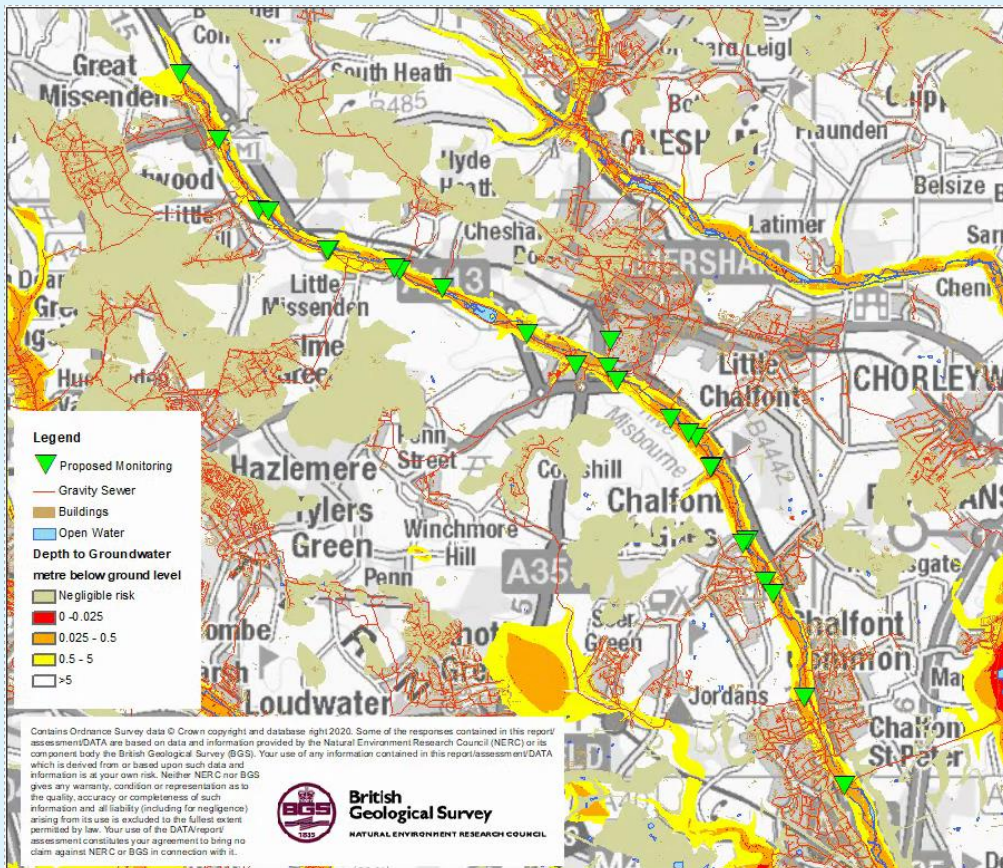 South Heath
Great
Missenden
B485
CHESHAM
Flaunden
Hyde
Heath
Belsize
Latimer
Little
Missenden
Little
Chalfont
CHORLEYW
Misbourne
B4442
Penn
Street
Hazlemere
Tylers
Green
Winchmore
Hill
Coleshill
Chalfont
A35
Penn
Seer
Green
Chalfont
Common
Loudwater
Jordans
Chalfont
St Peter
Legend
Proposed Monitoring
Gravity Sewer
Buildings
Open Water
Depth to Groundwater
metre below ground level
Negligible risk
0 -0.025
0.025 - 0.5
0.5 - 5
>5
Contains Ordnance Survey data © Crown copyright and database right 2020. Some of the responses contained in this report/
assessment/DATA are based on data and information provided by the Natural Environment Research Council (NERC) or its
component body the British Geological Survey (BGS). Your use of any information contained in this report/assessment/DATA
which is derived from or based upon such data and
information is at your own risk. Neither NERC nor BGS
gives any warranty, condition or representation as to
the quality, accuracy or completeness of such
information and all liability (including for negligence)
arising from its use is excluded to the fullest extent
permitted by law. Your use of the DATA/report/
assessment constitutes your agreement to bring no
claim against NERC or BGS in connection with it.
BGS
1835
British
Geological Survey
NATURAL ENVIRONMENT RESEARCH COUNCIL